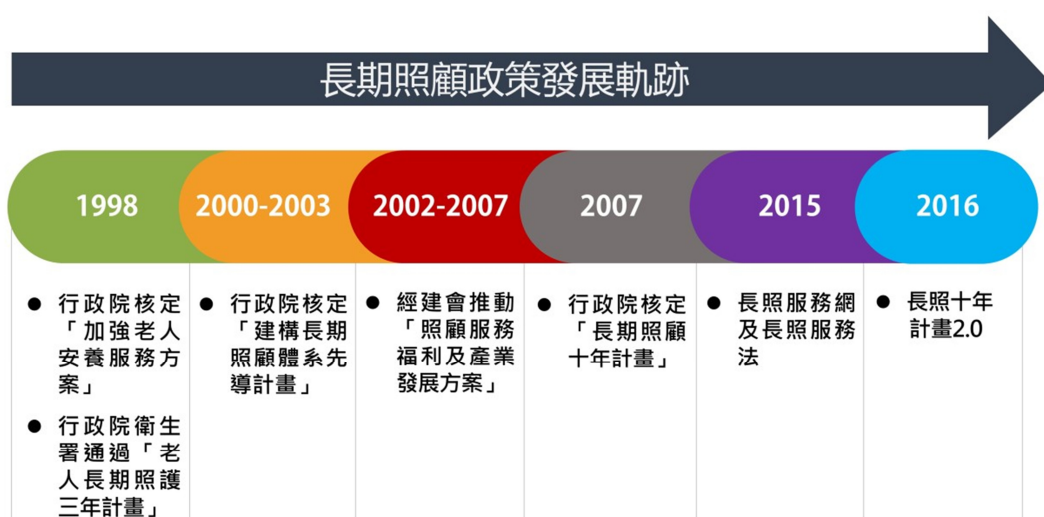 長期照顧政策發展軌跡
1998
2000-2003
2002-2007
2007
2015
2016
● 行政院核定
「加強老人
安養服務方
案」
● 行政院衛生
署通過「老
人長期照護
三年計畫」
● 行政院核定
「建構長期
照顧體系先
導計畫」
● 經建會推動
「照顧服務
福利及產業
發展方案」
● 行政院核定
「長期照顧
十年計畫」
● 長照服務網
及長照服務
法
● 長照十年
計畫2.0